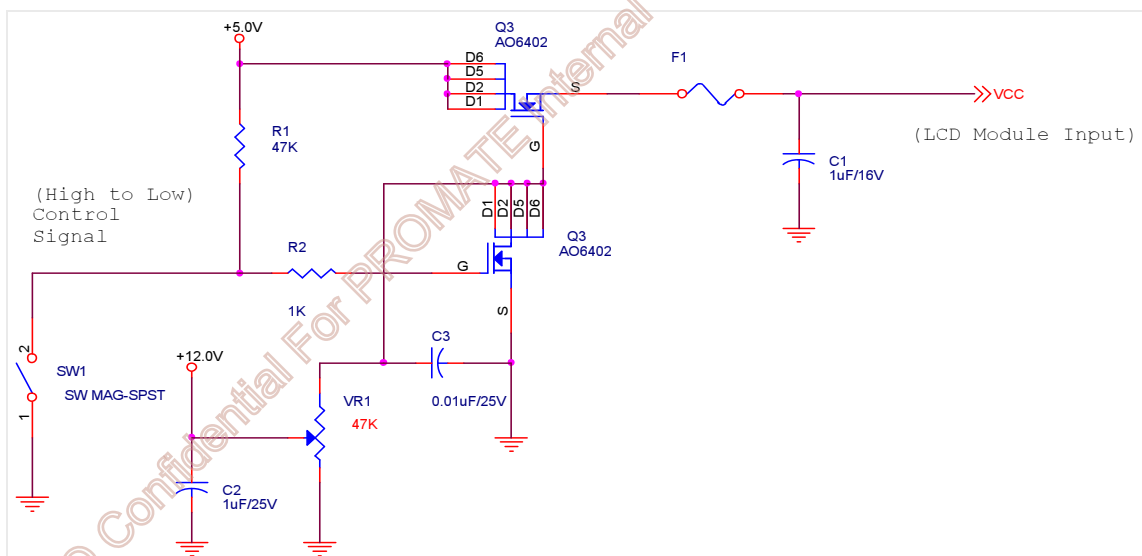 +5.0V
Q3
AO6402
D6
D5
D2
D1
S
G
F1
VCC
(LCD Module Input)
R1
47K
C1
1uF/16V
(High to Low)
Control
Signal
D1
D2
D5
D6
Q3
AO6402
R2
1K
G
S
+12.0V
C3
0.01uF/25V
2
SW1
SW MAG-SPST
1
VR1
47K
C2
1uF/25V
Confidential For PROMATE Internal